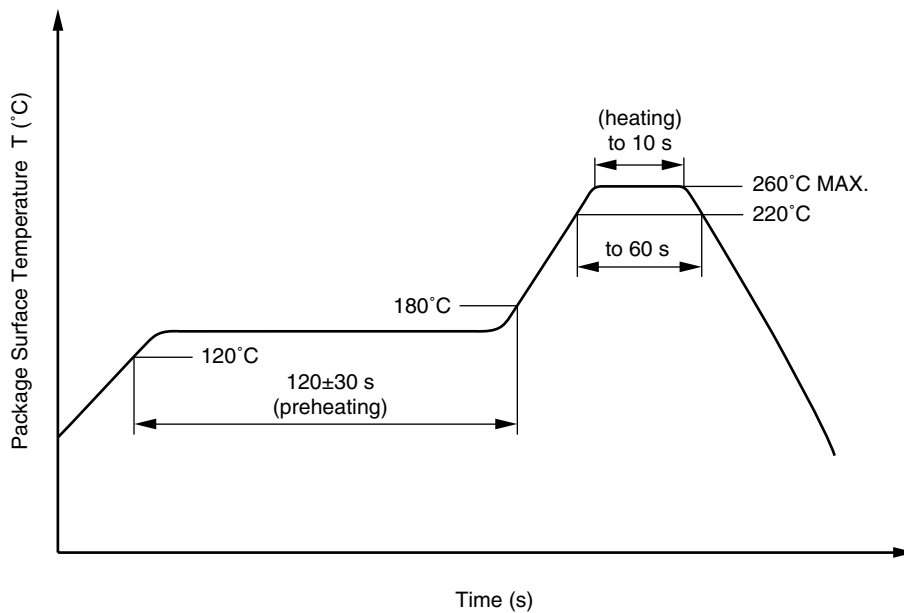 Package Surface Temperature T (˚C)
(heating)
to 10 s
260˚C MAX.
220˚C
to 60 s
180˚C
120˚C
120±30 s
(preheating)
Time (s)